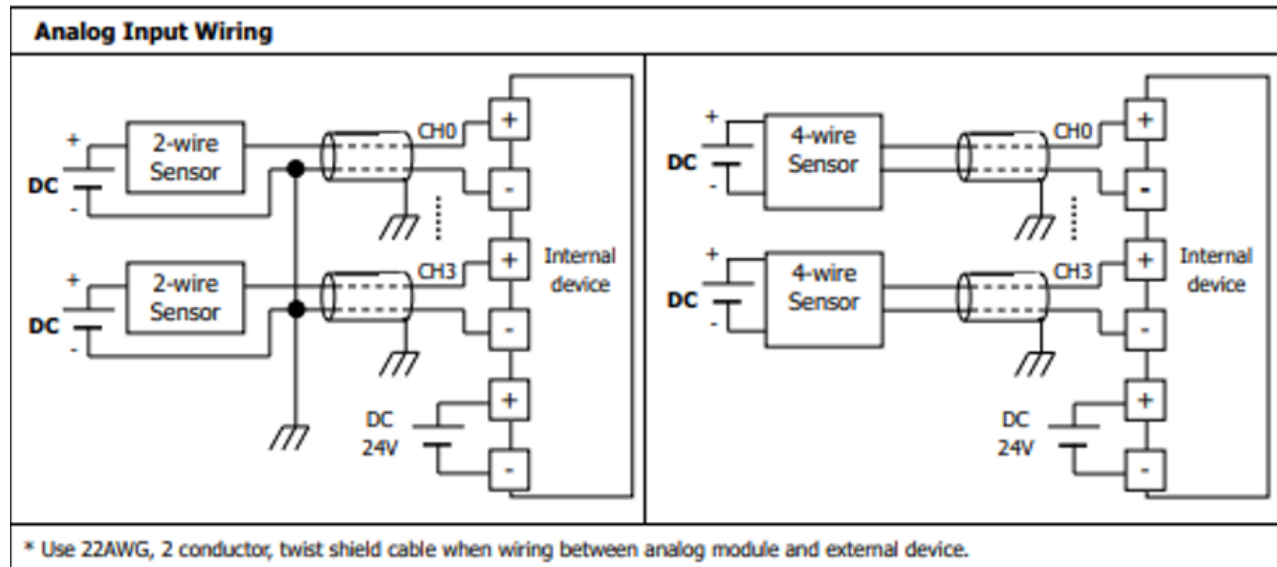 Analog Input Wiring
+
2-wire
Sensor
DC
-
CH0
+
-
+
2-wire
Sensor
DC
-
CH3
+
-
Internal
device
DC
24V
+
-
+
4-wire
Sensor
DC
-
CH0
+
-
+
4-wire
Sensor
DC
-
CH3
+
-
Internal
device
DC
24V
+
-
* Use 22AWG, 2 conductor, twist shield cable when wiring between analog module and external device.